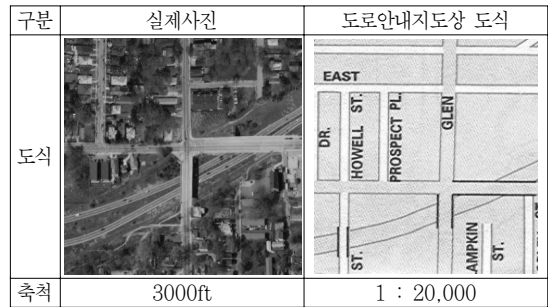 구분 실제사진 도로안내지도상 도식
도식
EAST
DR.
HOWELL ST.
PROSPECT PL.
GLEN
ST.
AMPKIN
ST.
ST.
축척 3000ft 1 : 20,000